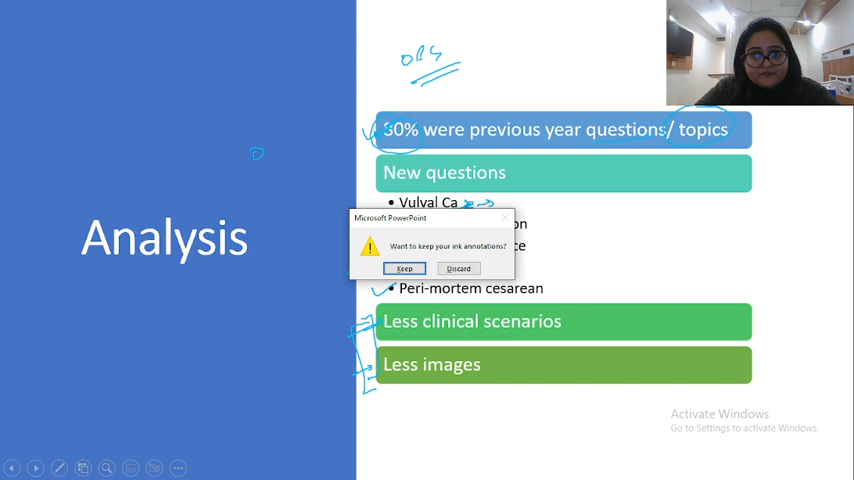 OBS
80% were previous year questions/ topics
New questions
• Vulval Ca
Microsoft PowerPoint
Want to keep your ink annotations?
Keep
Discard
• Peri-mortem cesarean
Analysis
Less clinical scenarios
Less images
Activate Windows
Go to Settings to activate Windows.